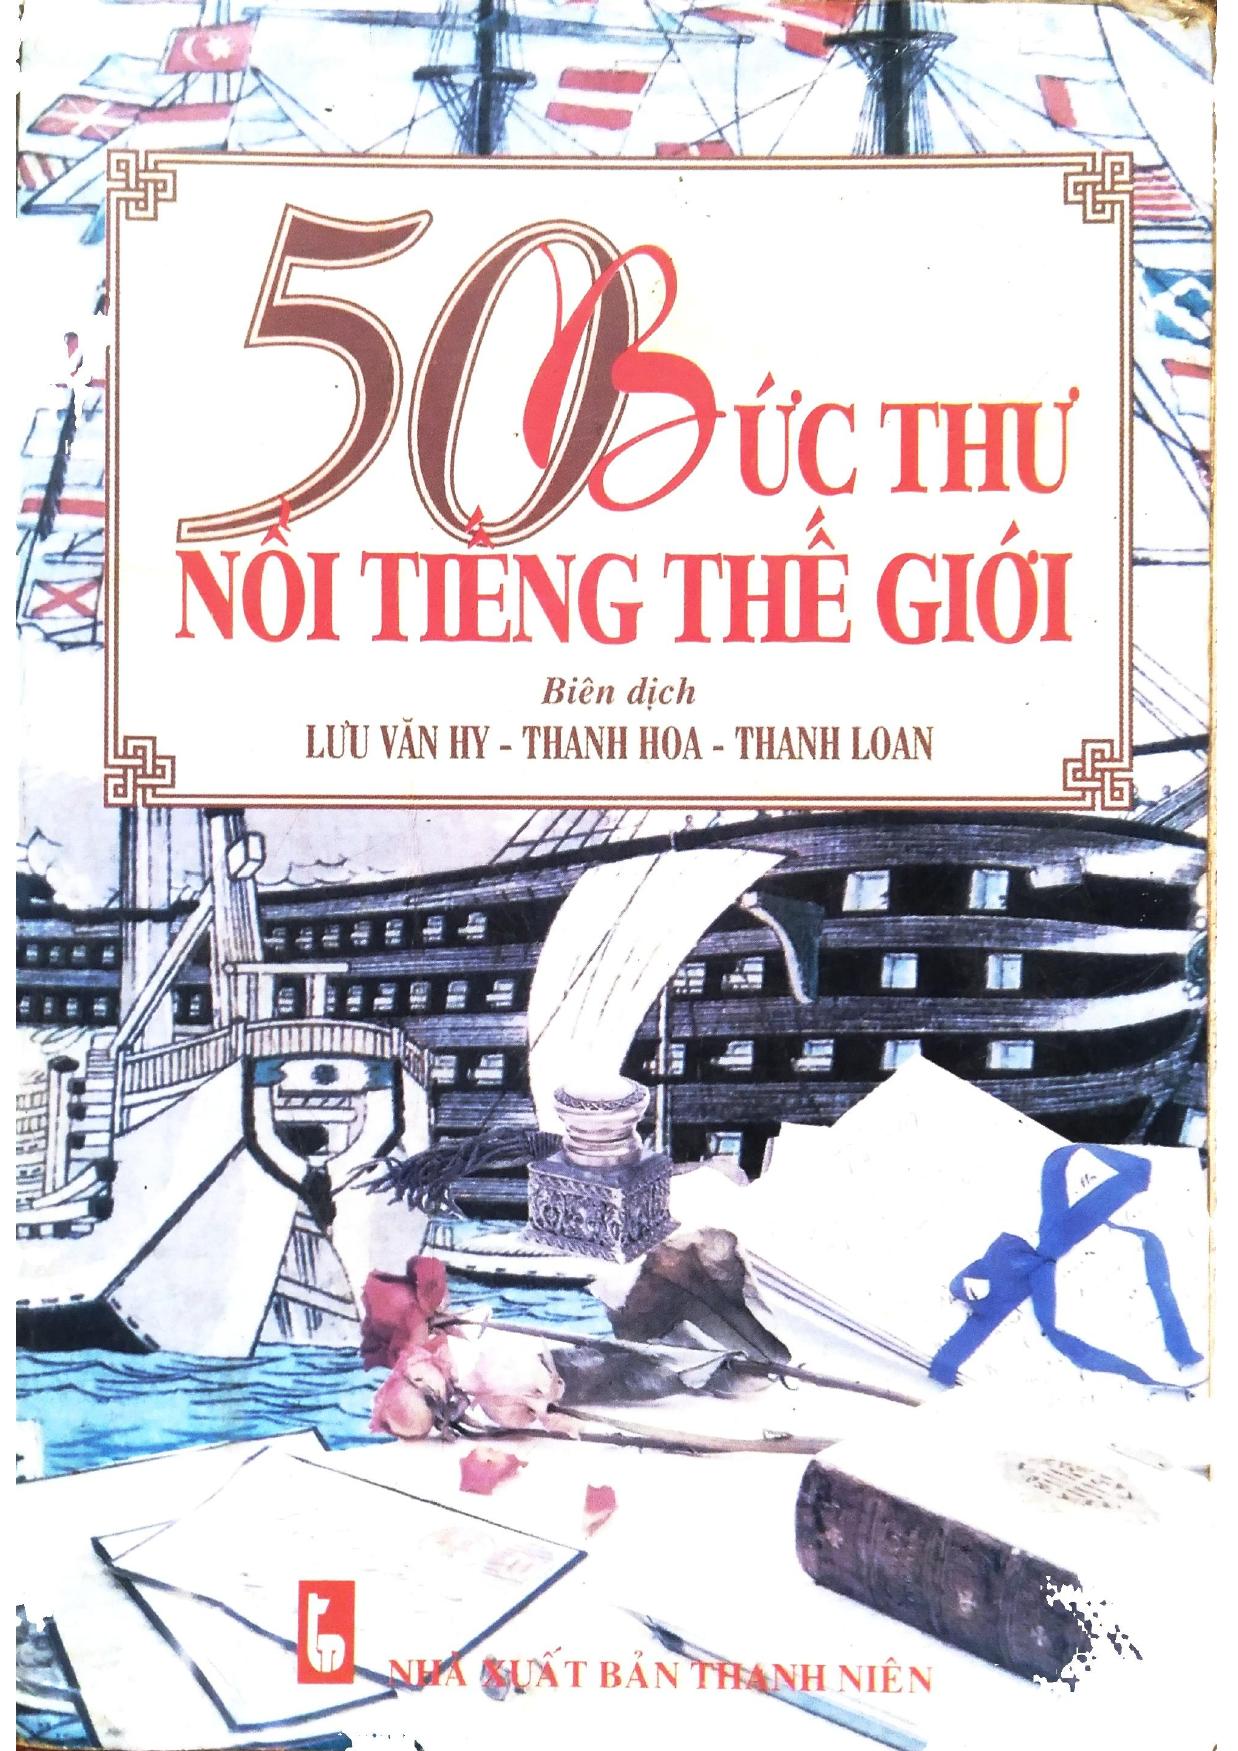 50 BỨC THƯ
NỔI TIẾNG THẾ GIỚI
Biên dịch
LƯU VĂN HY - THANH HOA - THANH LOAN
NHÀ XUẤT BẢN THANH NIÊN